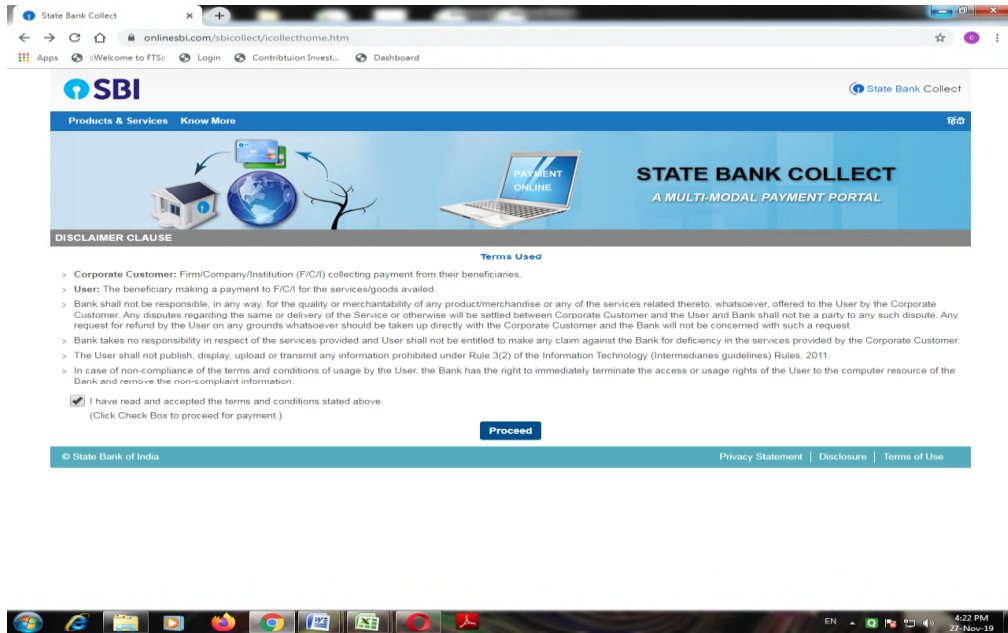 State Bank Collect
onlinesbi.com/sbicollect/icollecthome.htm
Apps ::Welcome to FTS:: Login Contribtuion Invest... Dashboard
SBI
State Bank Collect
Products & Services Know More हिंदी
PAYMENT
ONLINE
STATE BANK COLLECT
A MULTI-MODAL PAYMENT PORTAL
DISCLAIMER CLAUSE
Terms Used
Corporate Customer: Firm/Company/Institution (F/C/I) collecting payment from their beneficiaries.
User: The beneficiary making a payment to F/C/I for the services/goods availed.
Bank shall not be responsible, in any way, for the quality or merchantability of any product/merchandise or any of the services related thereto, whatsoever, offered to the User by the Corporate
Customer. Any disputes regarding the same or delivery of the Service or otherwise will be settled between Corporate Customer and the User and Bank shall not be a party to any such dispute. Any
request for refund by the User on any grounds whatsoever should be taken up directly with the Corporate Customer and the Bank will not be concerned with such a request.
Bank takes no responsibility in respect of the services provided and User shall not be entitled to make any claim against the Bank for deficiency in the services provided by the Corporate Customer.
The User shall not publish, display, upload or transmit any information prohibited under Rule 3(2) of the Information Technology (Intermediaries guidelines) Rules, 2011.
In case of non-compliance of the terms and conditions of usage by the User, the Bank has the right to immediately terminate the access or usage rights of the User to the computer resource of the
Bank and remove the non-compliant information.
I have read and accepted the terms and conditions stated above.
(Click Check Box to proceed for payment.)
Proceed
© State Bank of India Privacy Statement | Disclosure | Terms of Use
EN 4:22 PM
27-Nov-19